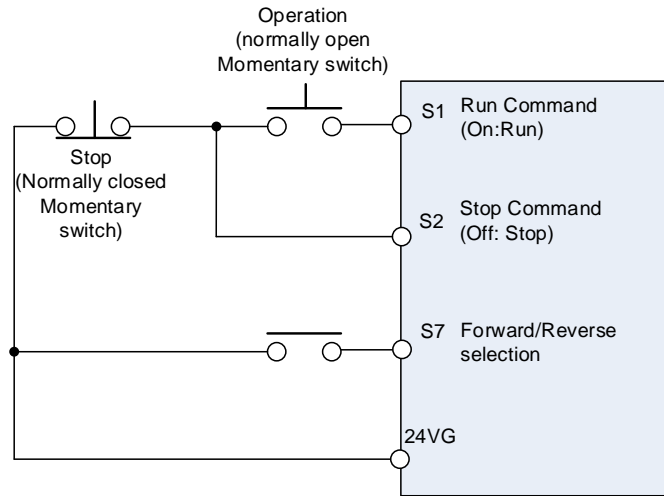 Operation
(normally open
Momentary switch)
Stop
(Normally closed
Momentary
switch)
S1 Run Command
(On:Run)
S2 Stop Command
(Off: Stop)
S7 Forward/Reverse
selection
24VG